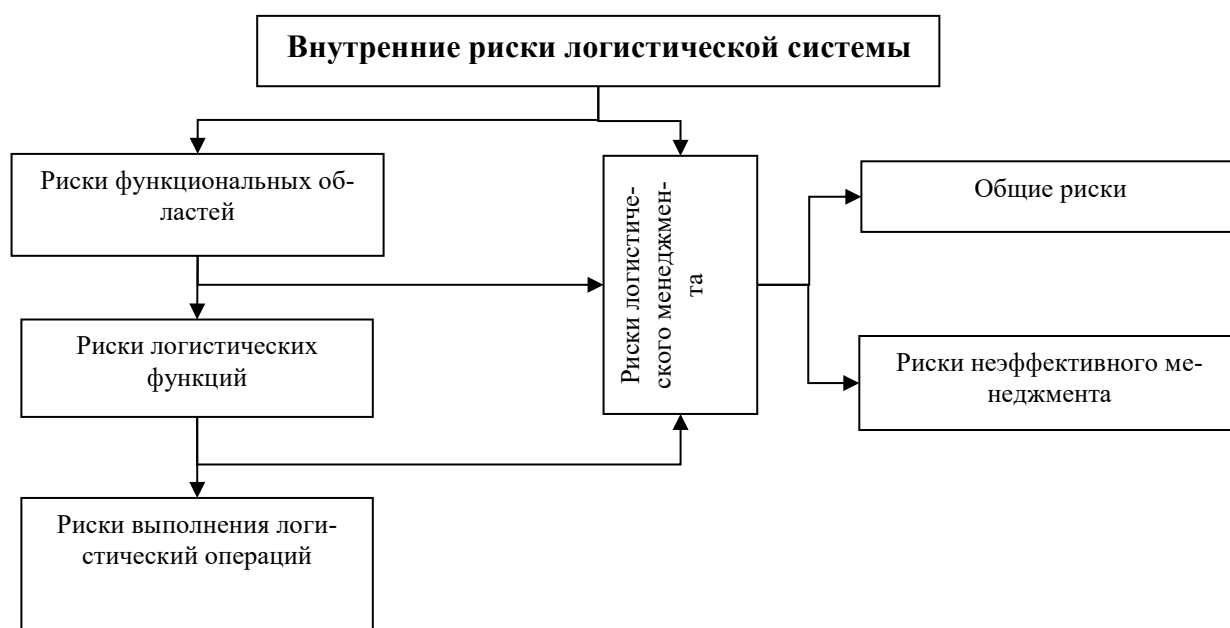 Внутренние риски логистической системы
Риски функциональных об-
ластей
Риски логистиче-
ского менеджмен-
та
Общие риски
Риски логистических
функций
Риски неэффективного ме-
неджмента
Риски выполнения логи-
стический операций